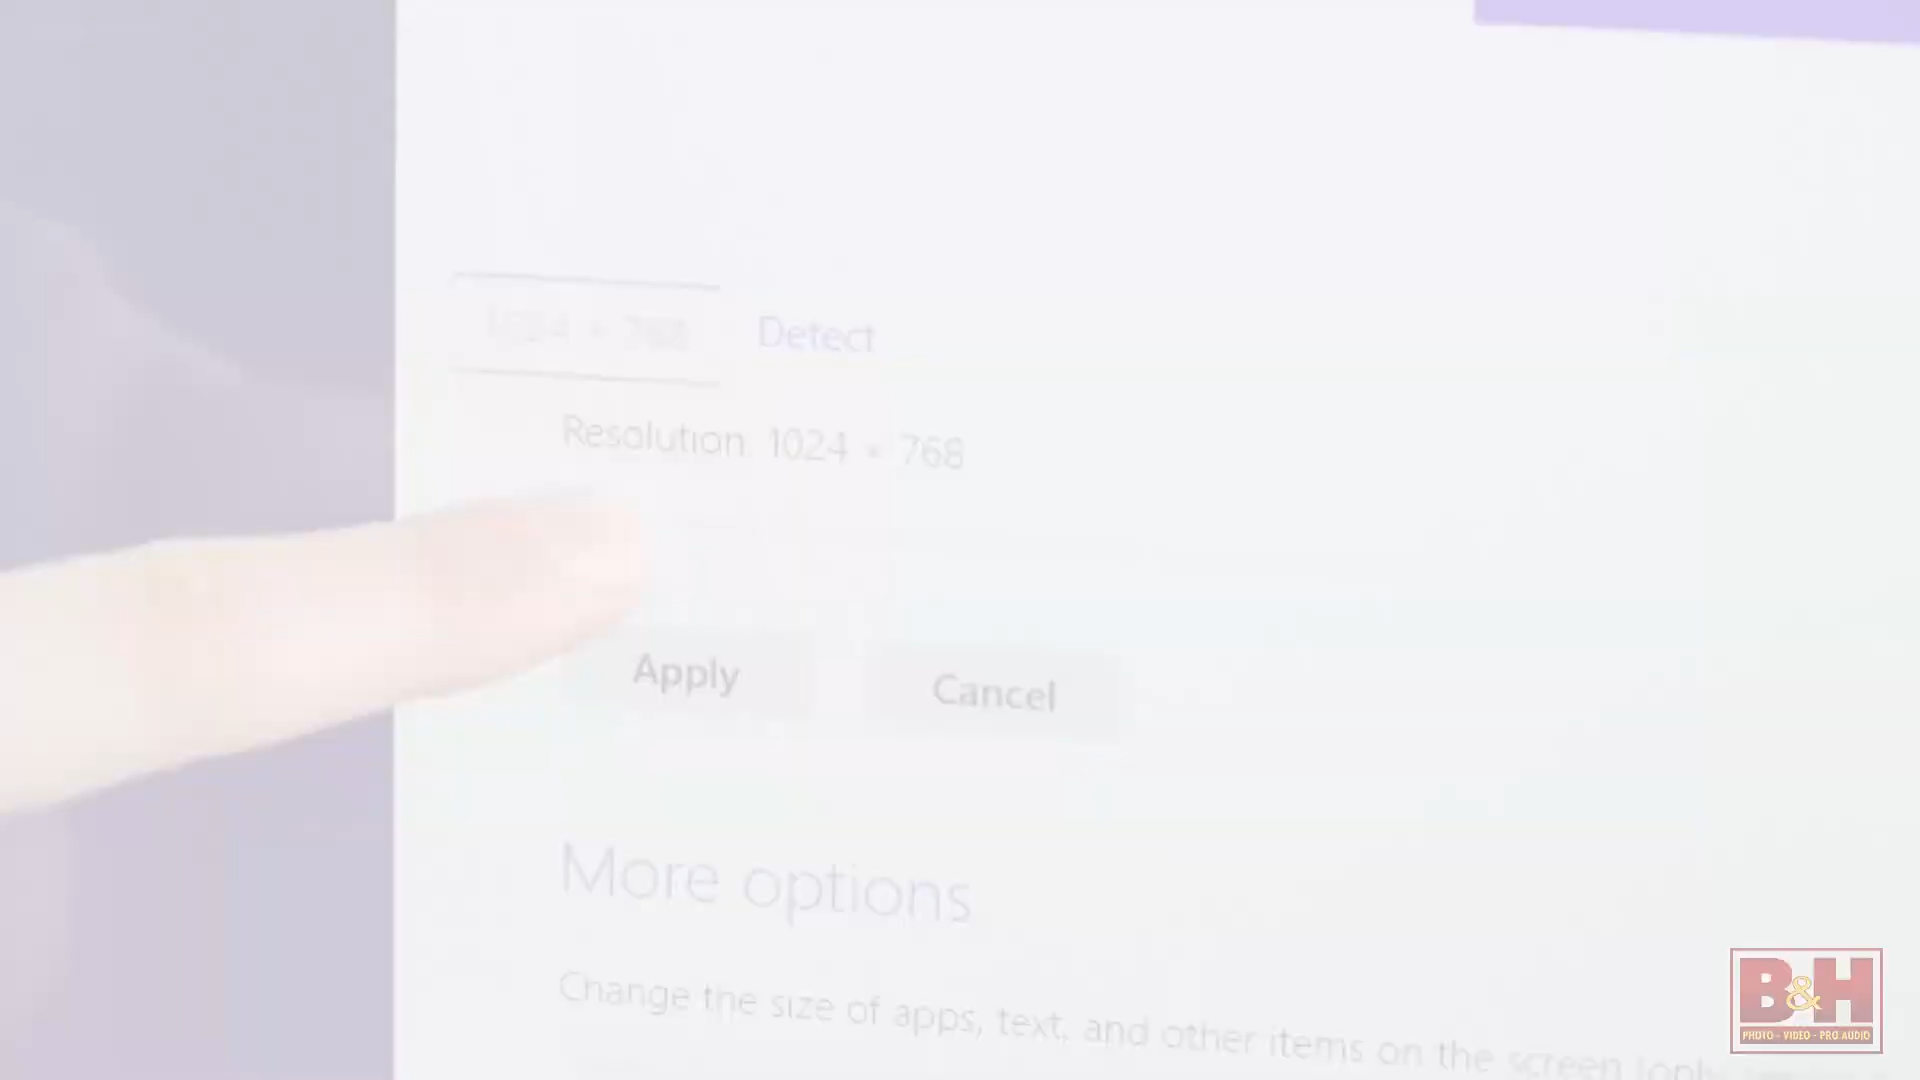 1024 × 768
Detect
Resolution: 1024 × 768
Apply
Cancel
More options
Change the size of apps, text, and other items on the screen (only
B&H
PHOTO - VIDEO - PRO AUDIO